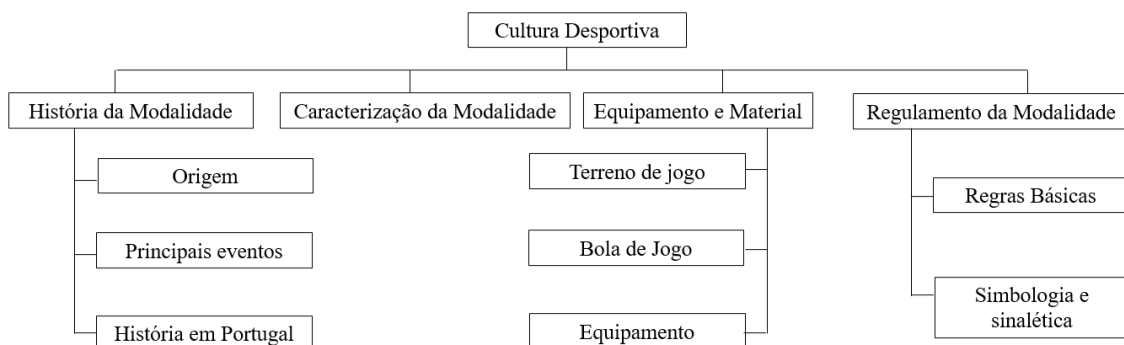 Cultura Desportiva
História da Modalidade
Caracterização da Modalidade
Equipamento e Material
Regulamento da Modalidade
Origem
Principais eventos
História em Portugal
Terreno de jogo
Bola de Jogo
Equipamento
Regras Básicas
Simbologia e
sinalética